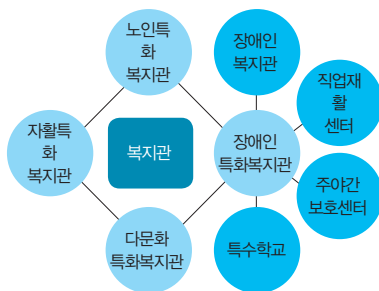 노인특
화
복지관
장애인
복지관
직업재
활
센터
자활특
화
복지관
복지관
장애인
특화복지관
주야간
보호센터
다문화
특화복지관
특수학교